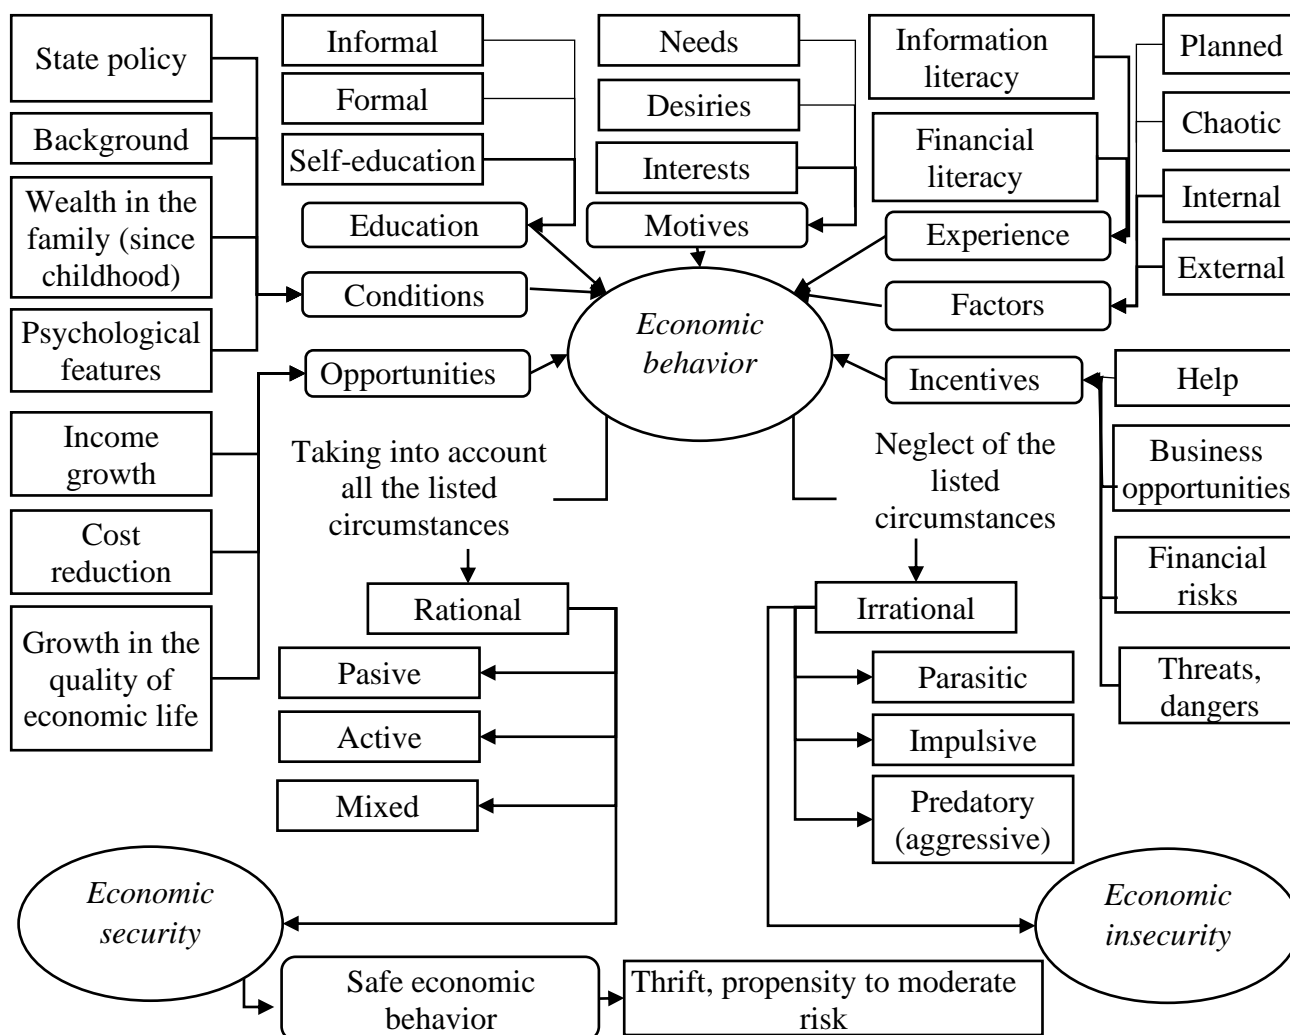 State policy
Background
Wealth in the
family (since
childhood)
Psychological
features
Income
growth
Cost
reduction
Growth in the
quality of
economic life
Informal
Formal
Self-education
Education
Conditions
Opportunities
Needs
Desiries
Interests
Motives
Information
literacy
Financial
literacy
Experience
Factors
Incentives
Planned
Chaotic
Internal
External
Help
Business
opportunities
Financial
risks
Threats,
dangers
Economic
behavior
Taking into account
all the listed
circumstances
Neglect of the
listed
circumstances
Rational
Pasive
Active
Mixed
Irrational
Parasitic
Impulsive
Predatory
(aggressive)
Economic
security
Economic
insecurity
Safe economic
behavior
Thrift, propensity to moderate
risk